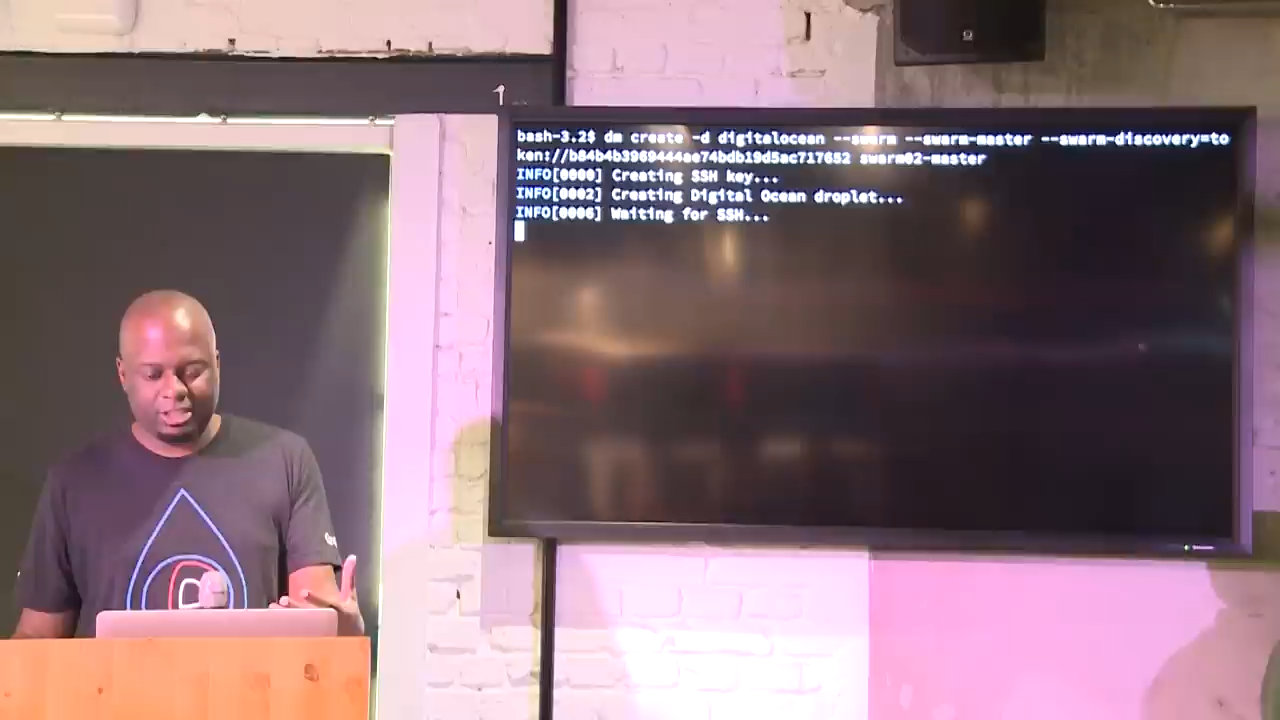 bash-3.2$ dm create -d digitalocean --swarm --swarm-master --swarm-discovery=to
ken://b84b4b3969444ae74bdb19d5ac717652 swarm02-master
INFO[0000] Creating SSH key...
INFO[0002] Creating Digital Ocean droplet...
INFO[0006] Waiting for SSH...